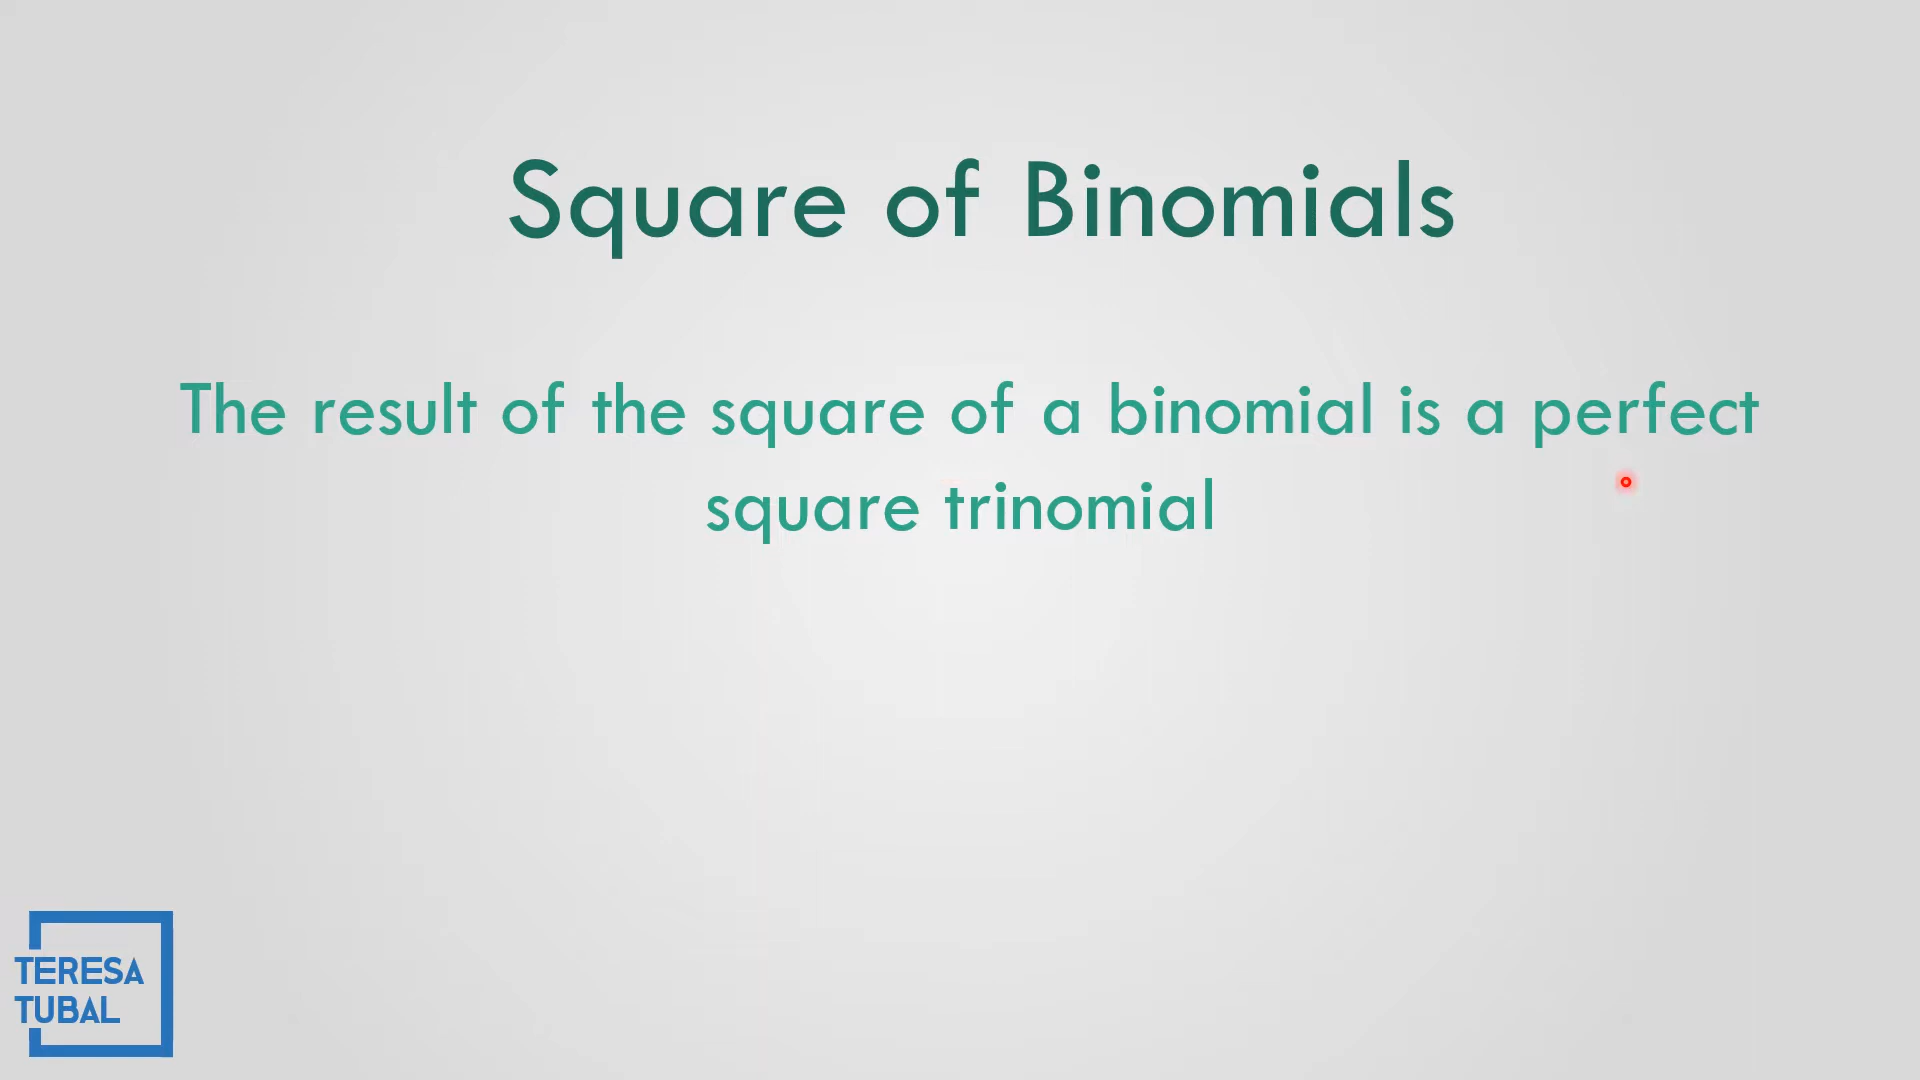 Square of Binomials
The result of the square of a binomial is a perfect
square trinomial
TERESA
TUBAL